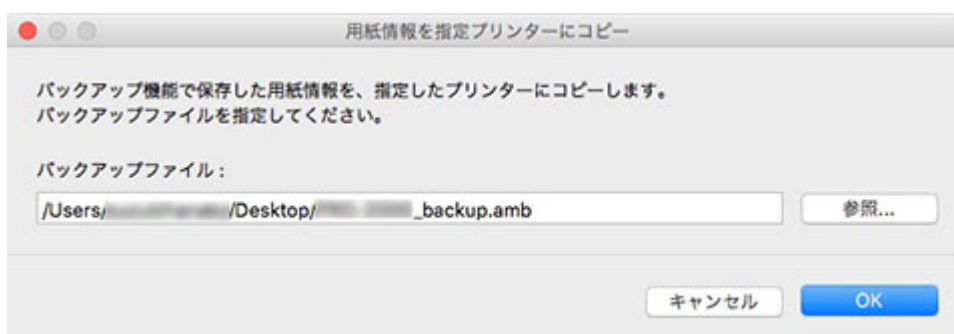 用紙情報を指定プリンターにコピー
バックアップ機能で保存した用紙情報を、指定したプリンターにコピーします。
バックアップファイルを指定してください。
バックアップファイル：
/Users/ /Desktop/ _backup.amb
参照...
キャンセル
OK